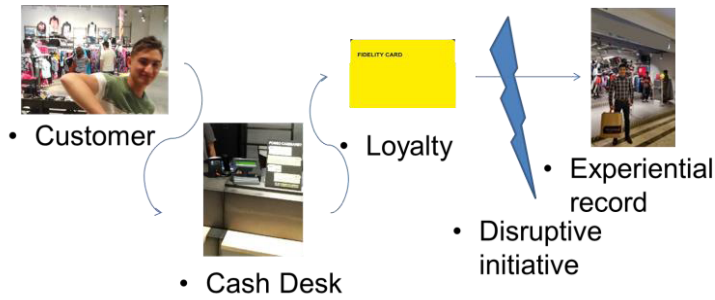 FIDELITY CARD
• Customer
• Loyalty
• Experiential
record
• Disruptive
initiative
• Cash Desk